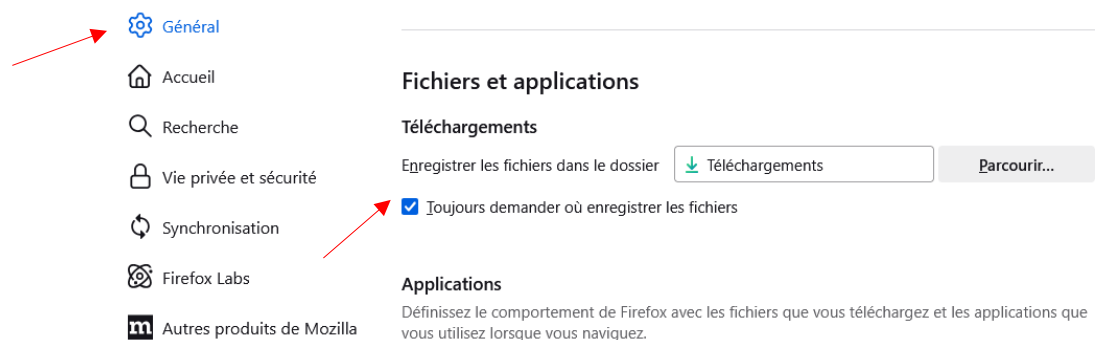 Général
Accueil
Recherche
Vie privée et sécurité
Synchronisation
Firefox Labs
m Autres produits de Mozilla
Fichiers et applications
Téléchargements
Enregistrer les fichiers dans le dossier Téléchargements Parcourir...
Toujours demander où enregistrer les fichiers
Applications
Définissez le comportement de Firefox avec les fichiers que vous téléchargez et les applications que
vous utilisez lorsque vous naviguez.